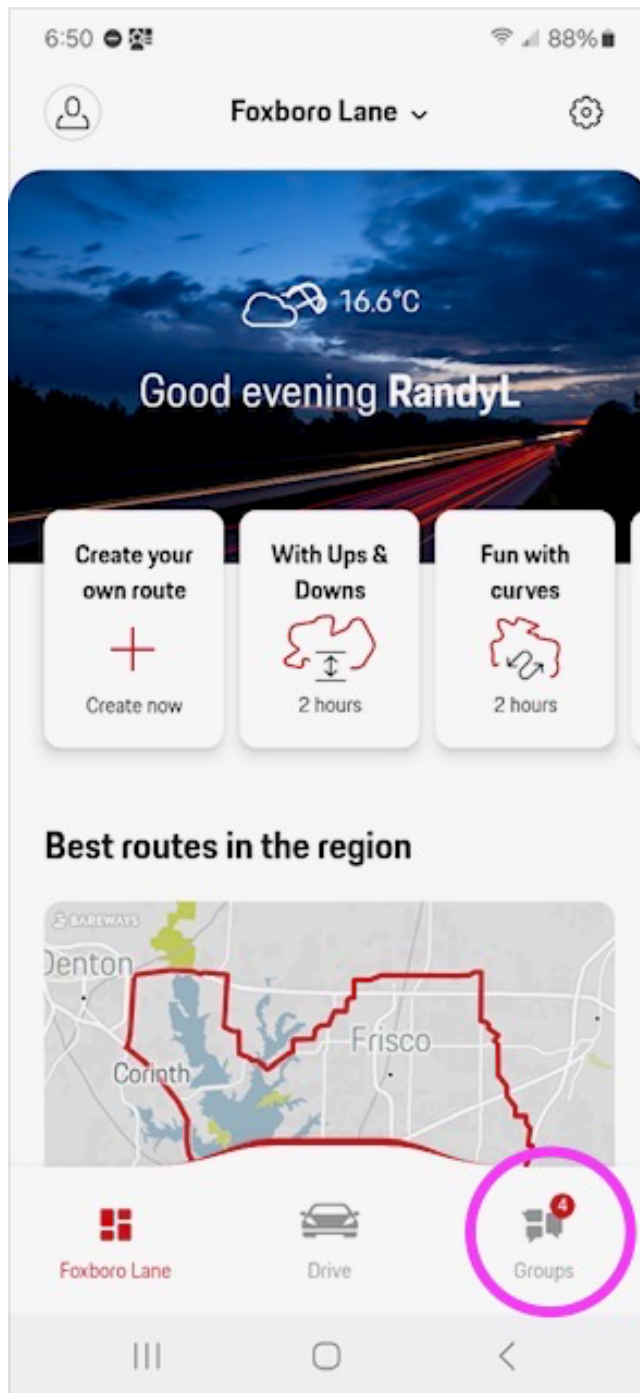 6:50 88%
Foxboro Lane
16.6°C
Good evening RandyL
Create your
own route
Create now
With Ups &
Downs
2 hours
Fun with
curves
2 hours
Best routes in the region
BAREWAYS
Denton
Frisco
Corinth
4
Foxboro Lane
Drive
Groups